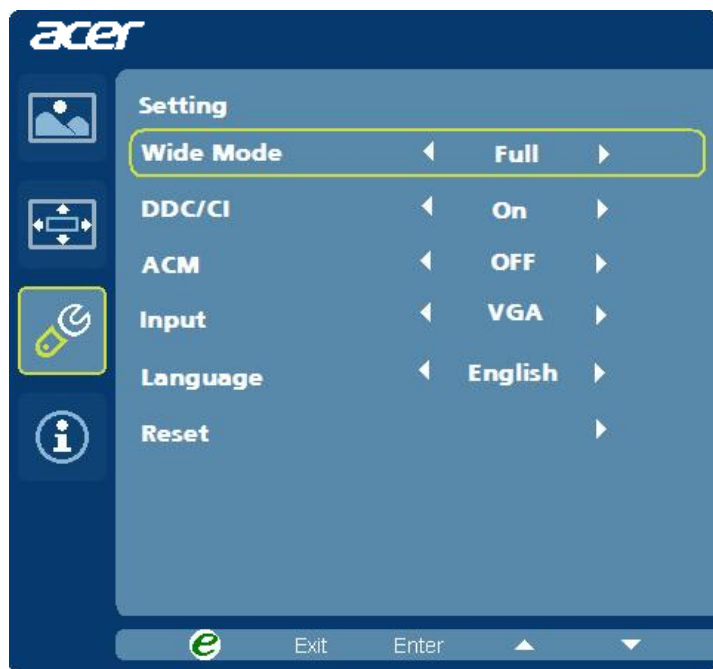 acer
Setting
Wide Mode Full
DDC/CI On
ACM OFF
Input VGA
Language English
Reset
e Exit Enter